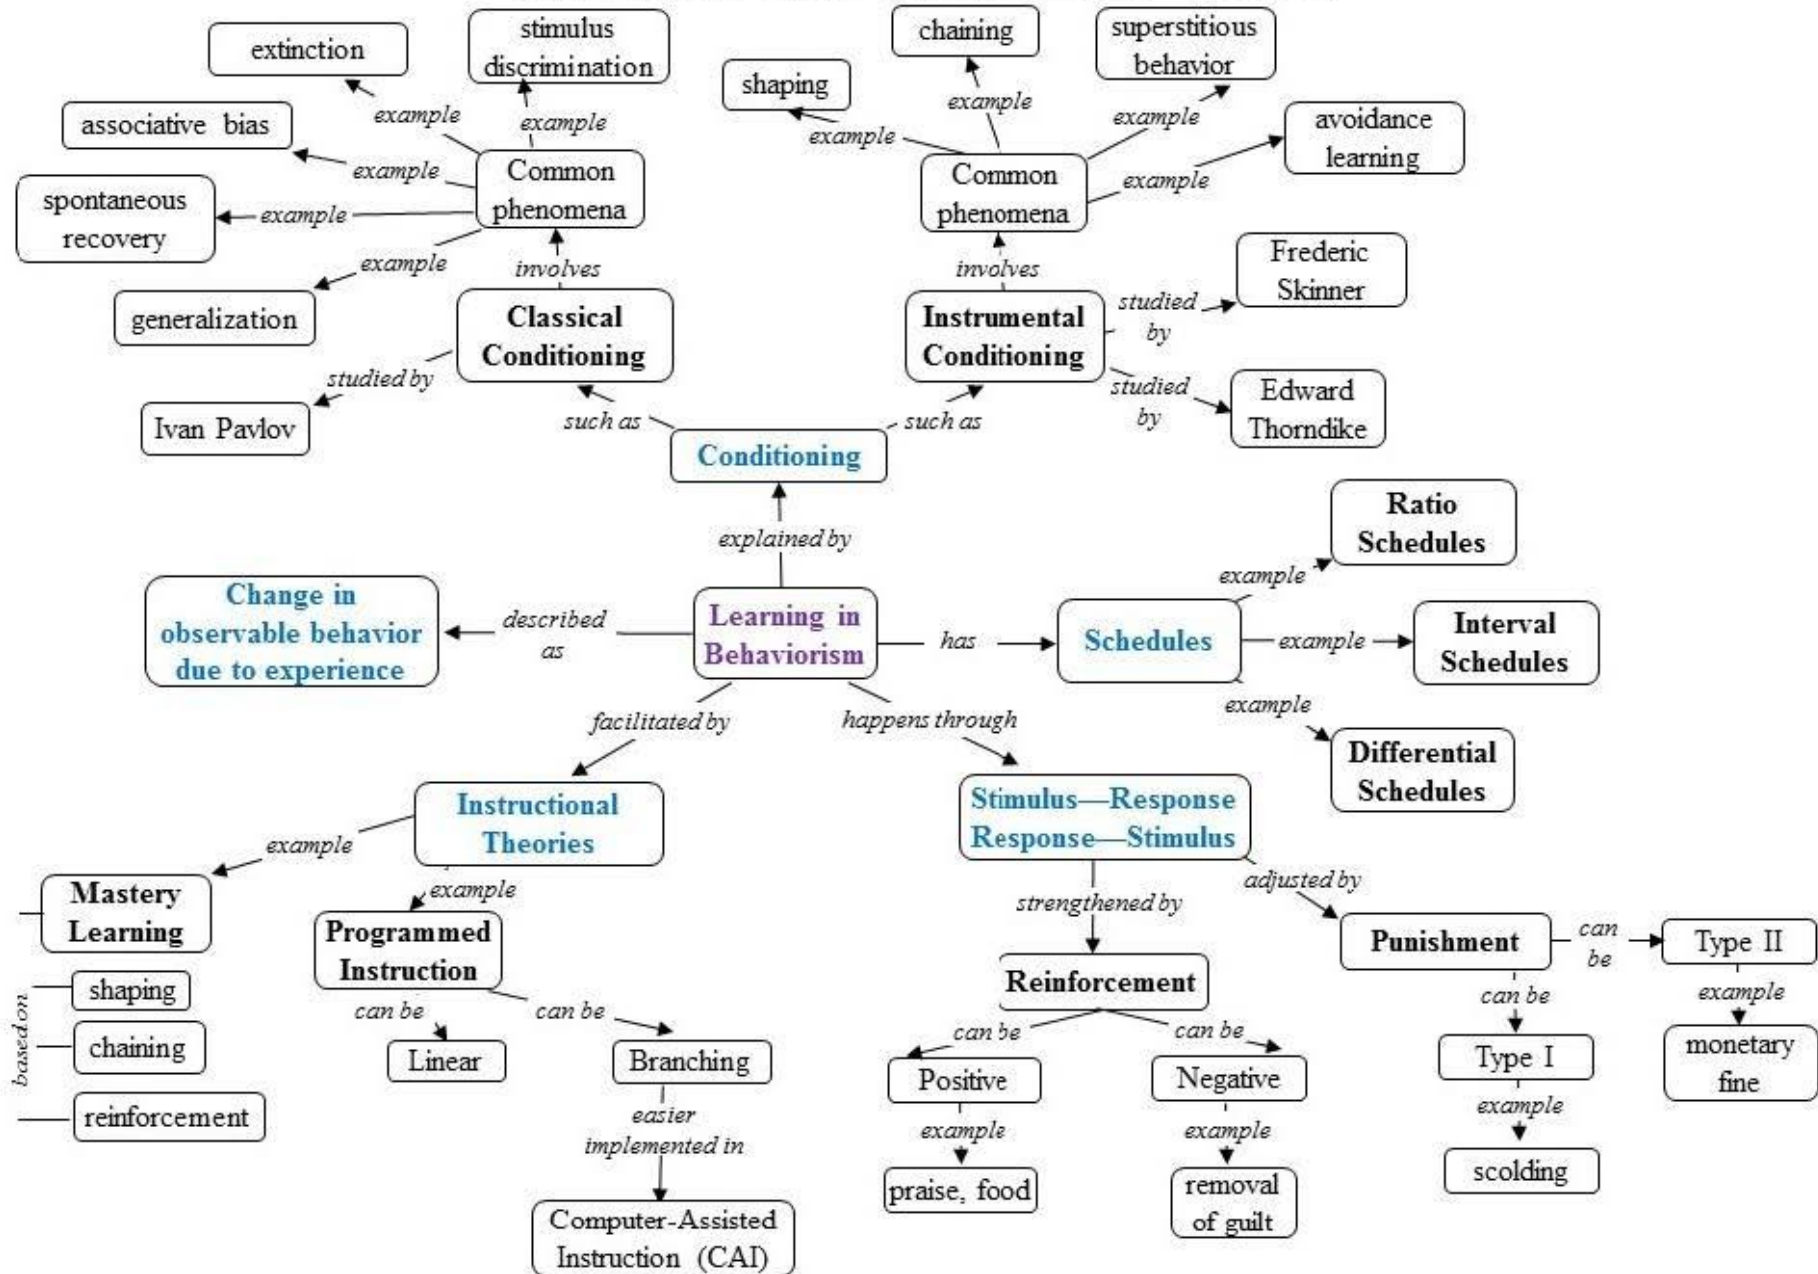 extinction
stimulus
discrimination
chaining
superstitious
behavior
shaping
example
example
example
example
example
associative bias
avoidance
learning
example
Common
phenomena
Common
phenomena
example
spontaneous
recovery
example
example
involves
involves
Frederic
Skinner
generalization
Classical
Conditioning
Instrumental
Conditioning
studied
by
studied by
studied
by
Edward
Thorndike
Ivan Pavlov
such as
such as
Conditioning
explained by
Ratio
Schedules
example
Change in
observable behavior
due to experience
described
as
Learning in
Behaviorism
has
Schedules
example
Interval
Schedules
example
facilitated by
happens through
Differential
Schedules
Instructional
Theories
Stimulus—Response
Response—Stimulus
example
example
strengthened by
adjusted by
Mastery
Learning
Programmed
Instruction
Punishment
can
be
Type II
based on
shaping
chaining
reinforcement
can be
can be
Reinforcement
can be
example
Linear
Branching
can be
can be
Type I
monetary
fine
Positive
Negative
easier
implemented in
example
example
example
praise, food
removal
of guilt
scolding
Computer-Assisted
Instruction (CAI)